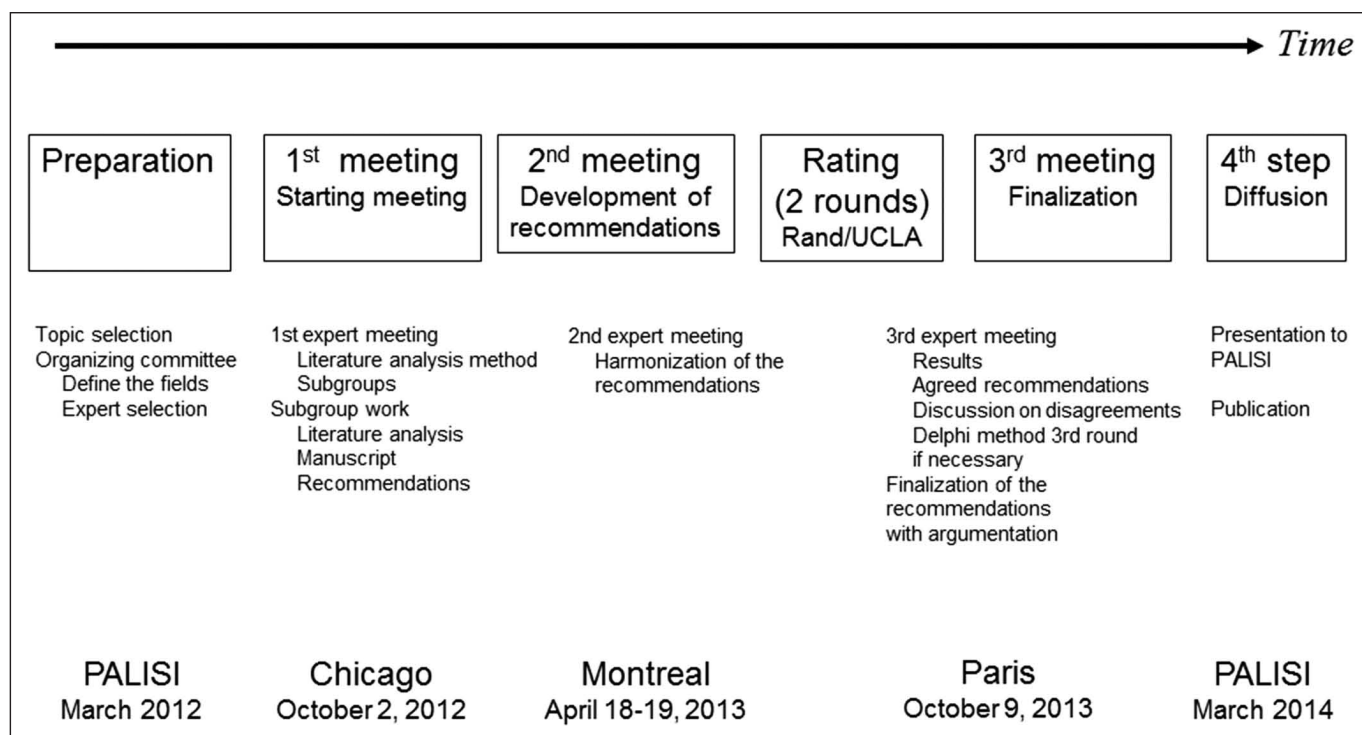 Time
Preparation
1st meeting
Starting meeting
2nd meeting
Development of
recommendations
Rating
(2 rounds)
Rand/UCLA
3rd meeting
Finalization
4th step
Diffusion
Topic selection
Organizing committee
Define the fields
Expert selection
1st expert meeting
Literature analysis method
Subgroups
Subgroup work
Literature analysis
Manuscript
Recommendations
2nd expert meeting
Harmonization of the
recommendations
3rd expert meeting
Results
Agreed recommendations
Discussion on disagreements
Delphi method 3rd round
if necessary
Finalization of the
recommendations
with argumentation
Presentation to
PALISI
Publication
PALISI
March 2012
Chicago
October 2, 2012
Montreal
April 18-19, 2013
Paris
October 9, 2013
PALISI
March 2014